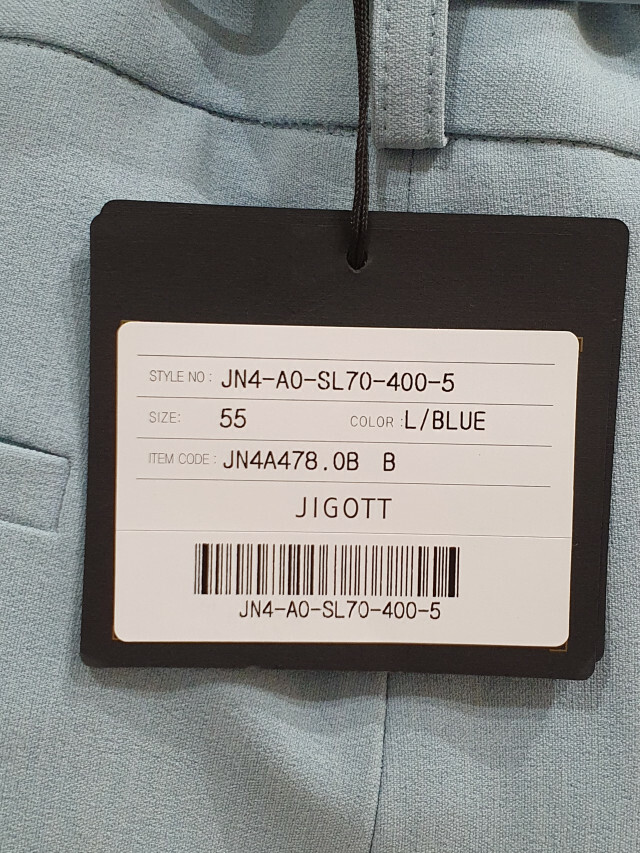 STYLE NO : JN4-A0-SL70-400-5
SIZE: 55 COLOR : L/BLUE
ITEM CODE : JN4A478.0B B
JIGOTT
JN4-A0-SL70-400-5